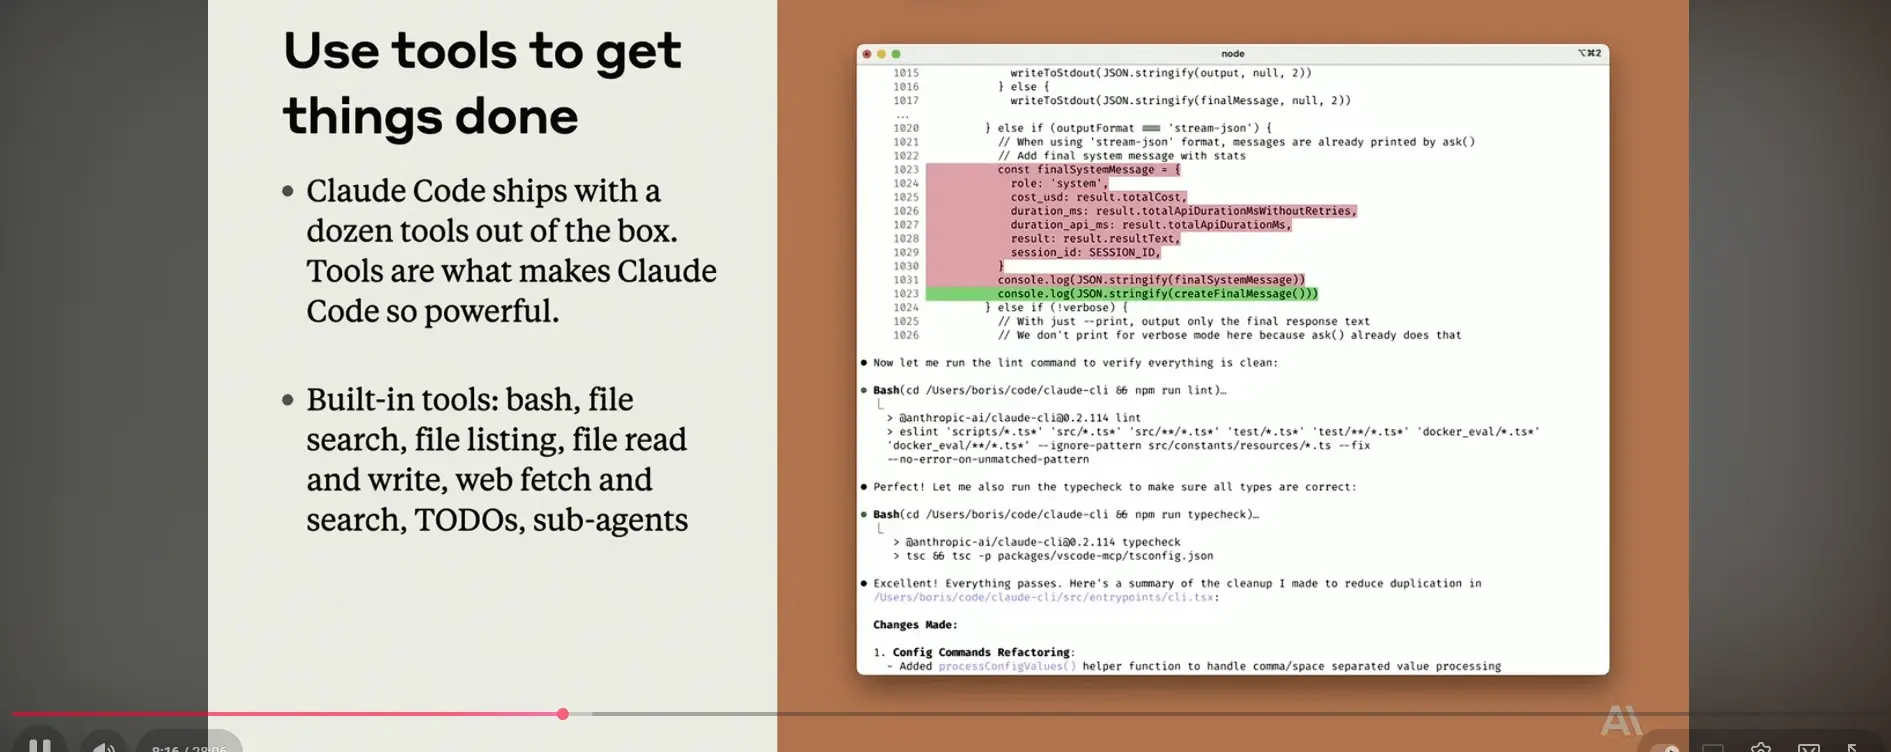 Use tools to get
things done
• Claude Code ships with a
dozen tools out of the box.
Tools are what makes Claude
Code so powerful.
• Built-in tools: bash, file
search, file listing, file read
and write, web fetch and
search, TODOs, sub-agents
node
⌥⌘2
1015 writeToStdout(JSON.stringify(output, null, 2))
1016 } else {
1017 writeToStdout(JSON.stringify(finalMessage, null, 2))
...
1020 } else if (outputFormat === 'stream-json') {
1021 // When using 'stream-json' format, messages are already printed by ask()
1022 // Add final system message with stats
1023 const finalSystemMessage = {
1024 role: 'system',
1025 cost_usd: result.totalCost,
1026 duration_ms: result.totalApiDurationMsWithoutRetries,
1027 duration_api_ms: result.totalApiDurationMs,
1028 result: result.resultText,
1029 session_id: SESSION_ID,
1030 }
1031 console.log(JSON.stringify(finalSystemMessage))
1023 console.log(JSON.stringify(createFinalMessage()))
1024 } else if (!verbose) {
1025 // With just --print, output only the final response text
1026 // We don't print for verbose mode here because ask() already does that
● Now let me run the lint command to verify everything is clean:
● Bash(cd /Users/boris/code/claude-cli && npm run lint)…
> @anthropic-ai/claude-cli@0.2.114 lint
> eslint 'scripts/*.ts*' 'src/*.ts*' 'src/**/*.ts*' 'test/*.ts*' 'test/**/*.ts*' 'docker_eval/*.ts*'
'docker_eval/**/*.ts*' --ignore-pattern src/constants/resources/*.ts --fix
--no-error-on-unmatched-pattern
● Perfect! Let me also run the typecheck to make sure all types are correct:
● Bash(cd /Users/boris/code/claude-cli && npm run typecheck)…
> @anthropic-ai/claude-cli@0.2.114 typecheck
> tsc && tsc -p packages/vscode-mcp/tsconfig.json
● Excellent! Everything passes. Here's a summary of the cleanup I made to reduce duplication in
/Users/boris/code/claude-cli/src/entrypoints/cli.tsx:
Changes Made:
1. Config Commands Refactoring:
- Added processConfigValues() helper function to handle comma/space separated value processing
A\
8:16 / 28:06